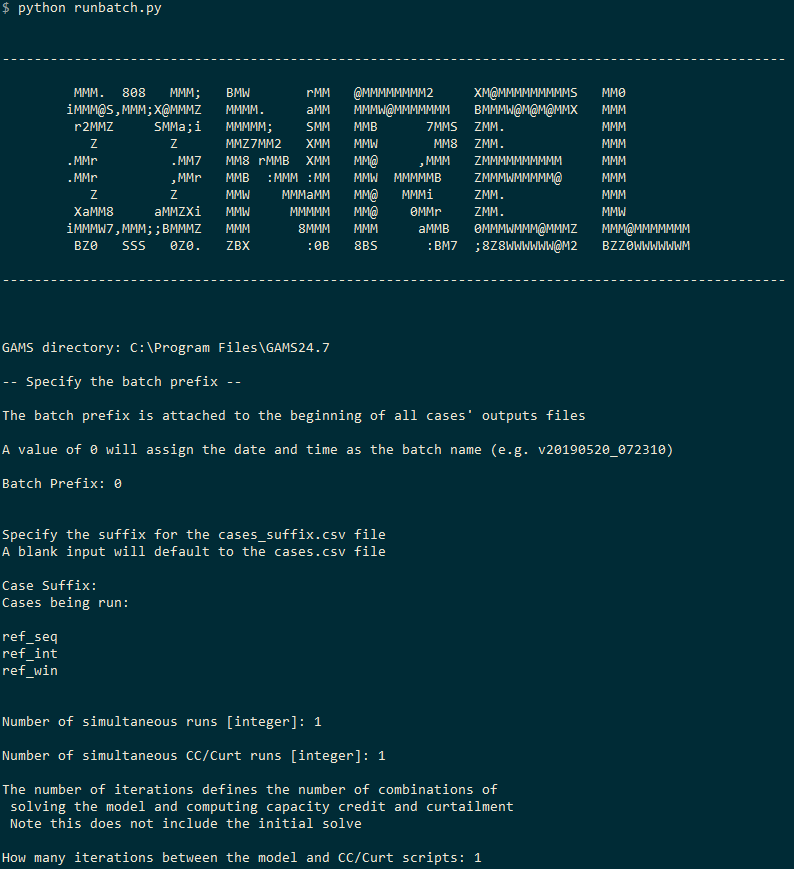 $ python runbatch.py
--------------------------------------------------------------------------------------------------
MMM.  808   MMM;   BMW       rMM   @MMMMMMMM2     XM@MMMMMMMMMS   MM0
iMMM@S,MMM;X@MMMZ   MMMM.     aMM   MMMW@MMMMMMM   BMMMW@M@M@MMX   MMM
r2MMZ     SMMa;i   MMMMM;    SMM   MMB      7MMS  ZMM.            MMM
Z         Z      MMZ7MM2   XMM   MMW       MM8  ZMM.            MMM
.MMr      .MM7   MM8 rMMB  XMM   MM@     ,MMM   ZMMMMMMMMMM     MMM
.MMr      ,MMr   MMB  :MMM :MM   MMW  MMMMMB    ZMMMWMMMMM@     MMM
Z         Z      MMW    MMMaMM   MM@   MMMi     ZMM.            MMM
XaMM8     aMMZXi   MMW     MMMMM   MM@    0MMr    ZMM.            MMW
iMMMW7,MMM;;BMMMZ   MMM      8MMM   MMM     aMMB   0MMMWMMM@MMMZ   MMM@MMMMMMM
BZ0   SSS   0Z0.   ZBX       :0B   8BS      :BM7  ;8Z8WWWWWW@M2   BZZ0WWWWWWM
--------------------------------------------------------------------------------------------------
GAMS directory: C:\Program Files\GAMS24.7
-- Specify the batch prefix --
The batch prefix is attached to the beginning of all cases' outputs files
A value of 0 will assign the date and time as the batch name (e.g. v20190520_072310)
Batch Prefix: 0
Specify the suffix for the cases_suffix.csv file
A blank input will default to the cases.csv file
Case Suffix:
Cases being run:
ref_seq
ref_int
ref_win
Number of simultaneous runs [integer]: 1
Number of simultaneous CC/Curt runs [integer]: 1
The number of iterations defines the number of combinations of
solving the model and computing capacity credit and curtailment
Note this does not include the initial solve
How many iterations between the model and CC/Curt scripts: 1